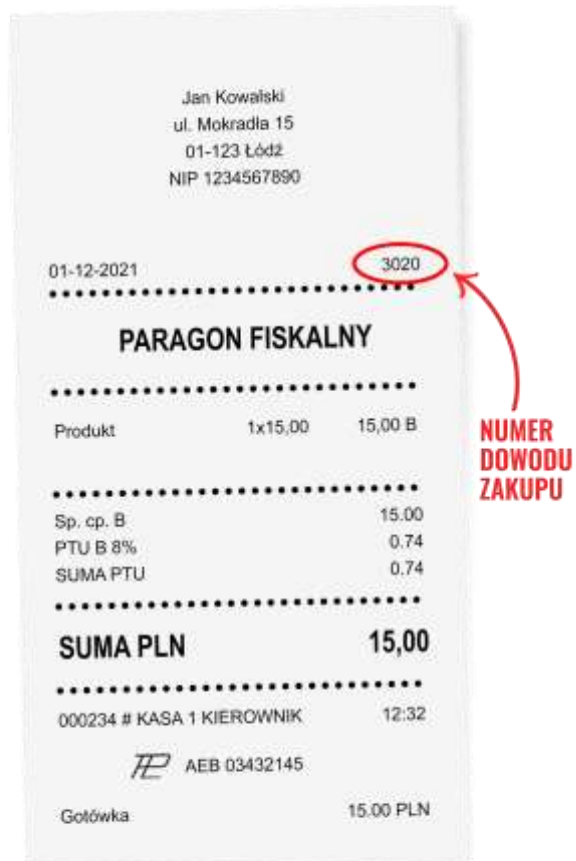 Jan Kowalski
ul. Mokradła 15
01-123 Łódź
NIP 1234567890
01-12-2021 3020
PARAGON FISKALNY
Produkt 1x15,00 15,00 B
NUMER
DOWODU
ZAKUPU
Sp. cp. B 15.00
PTU B 8% 0.74
SUMA PTU 0.74
SUMA PLN 15,00
000234 # KASA 1 KIEROWNIK 12:32
AEB 03432145
Gotówka 15.00 PLN